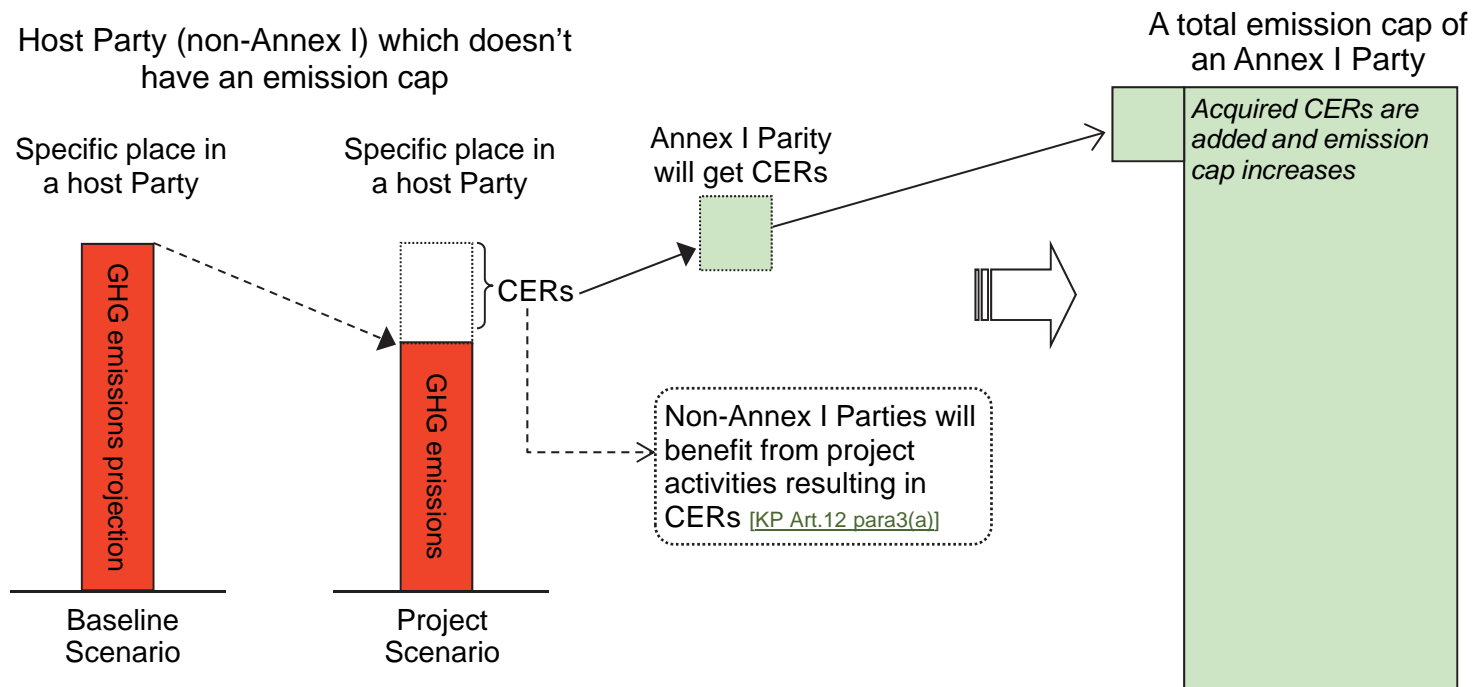 Host Party (non-Annex I) which doesn't
have an emission cap
A total emission cap of
an Annex I Party
Specific place in
a host Party
Specific place in
a host Party
Annex I Parity
will get CERs
Acquired CERs are
added and emission
cap increases
GHG emissions projection
GHG emissions
CERs
Non-Annex I Parties will
benefit from project
activities resulting in
CERs [KP Art.12 para3(a)]
Baseline
Scenario
Project
Scenario